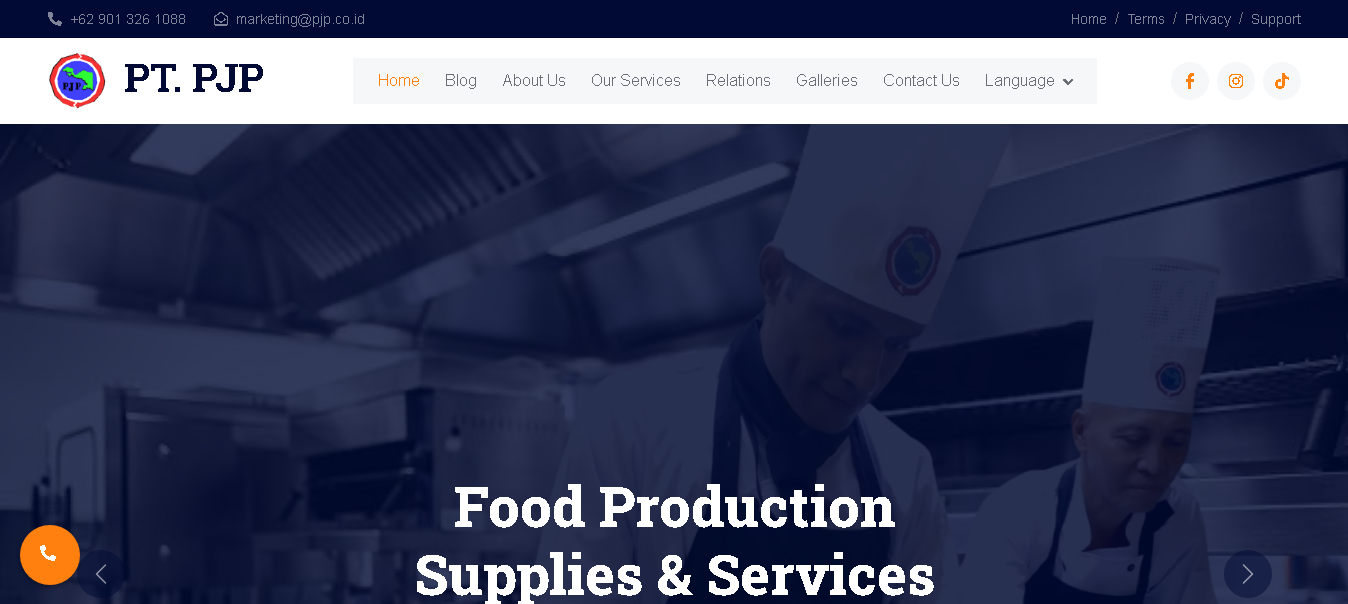 +62 901 326 1088 marketing@pjp.co.id Home / Terms / Privacy / Support
PJP
PT. PJP
Home Blog About Us Our Services Relations Galleries Contact Us Language
Food Production
Supplies & Services